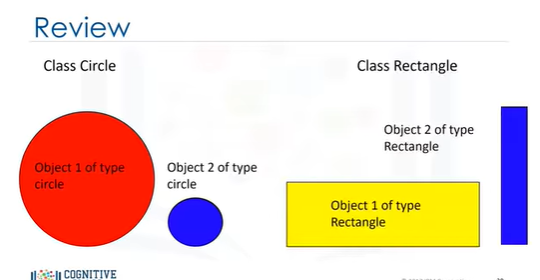 Review
Class Circle
Class Rectangle
Object 1 of type
circle
Object 2 of type
circle
Object 2 of type
Rectangle
Object 1 of type
Rectangle
COGNITIVE